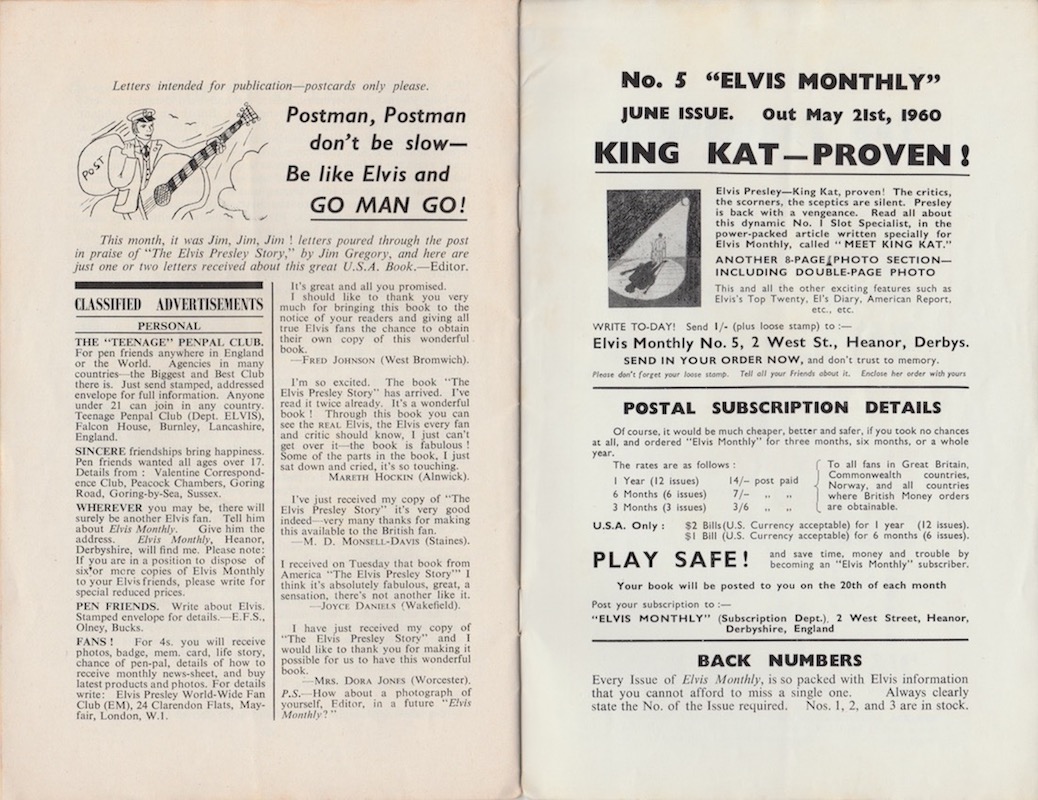 Letters intended for publication—postcards only please.
POST
Postman, Postman
don't be slow—
Be like Elvis and
GO MAN GO!
This month, it was Jim, Jim, Jim ! letters poured through the post
in praise of "The Elvis Presley Story," by Jim Gregory, and here are
just one or two letters received about this great U.S.A. Book.—Editor.
CLASSIFIED ADVERTISEMENTS
PERSONAL
THE "TEENAGE" PENPAL CLUB.
For pen friends anywhere in England
or the World. Agencies in many
countries—the Biggest and Best Club
there is. Just send stamped, addressed
envelope for full information. Anyone
under 21 can join in any country.
Teenage Penpal Club (Dept. ELVIS),
Falcon House, Burnley, Lancashire,
England.
SINCERE friendships bring happiness.
Pen friends wanted all ages over 17.
Details from : Valentine Correspond-
ence Club, Peacock Chambers, Goring
Road, Goring-by-Sea, Sussex.
WHEREVER you may be, there will
surely be another Elvis fan. Tell him
about Elvis Monthly. Give him the
address. Elvis Monthly, Heanor,
Derbyshire, will find me. Please note:
If you are in a position to dispose of
six or more copies of Elvis Monthly
to your Elvis friends, please write for
special reduced prices.
PEN FRIENDS. Write about Elvis.
Stamped envelope for details.—E.F.S.,
Olney, Bucks.
FANS ! For 4s. you will receive
photos, badge, mem. card, life story,
chance of pen-pal, details of how to
receive monthly news-sheet, and buy
latest products and photos. For details
write: Elvis Presley World-Wide Fan
Club (EM), 24 Clarendon Flats, May-
fair, London, W.1.
It's great and all you promised.
I should like to thank you very
much for bringing this book to the
notice of your readers and giving all
true Elvis fans the chance to obtain
their own copy of this wonderful
book.
—FRED JOHNSON (West Bromwich).
I'm so excited. The book "The
Elvis Presley Story" has arrived. I've
read it twice already. It's a wonderful
book ! Through this book you can
see the REAL Elvis, the Elvis every fan
and critic should know, I just can't
get over it—the book is fabulous !
Some of the parts in the book, I just
sat down and cried, it's so touching.
MARETH HOCKIN (Alnwick).
I've just received my copy of "The
Elvis Presley Story" it's very good
indeed—very many thanks for making
this available to the British fan.
—M. D. MONSELL-DAVIS (Staines).
I received on Tuesday that book from
America "The Elvis Presley Story"' I
think it's absolutely fabulous, great, a
sensation, there's not another like it.
—JOYCE DANIELS (Wakefield).
I have just received my copy of
"The Elvis Presley Story" and I
would like to thank you for making it
possible for us to have this wonderful
book.
—MRS. DORA JONES (Worcester).
P.S.—How about a photograph of
yourself, Editor, in a future "Elvis
Monthly?"
No. 5 "ELVIS MONTHLY"
JUNE ISSUE. Out May 21st, 1960
KING KAT—PROVEN !
Elvis Presley—King Kat, proven! The critics,
the scorners, the sceptics are silent. Presley
is back with a vengeance. Read all about
this dynamic No. 1 Slot Specialist, in the
power-packed article written specially for
Elvis Monthly, called " MEET KING KAT."
ANOTHER 8-PAGE PHOTO SECTION—
INCLUDING DOUBLE-PAGE PHOTO
This and all the other exciting features such as
Elvis's Top Twenty, El's Diary, American Report,
etc., etc.
WRITE TO-DAY! Send 1/- (plus loose stamp) to :—
Elvis Monthly No. 5, 2 West St., Heanor, Derbys.
SEND IN YOUR ORDER NOW, and don't trust to memory.
Please don't forget your loose stamp. Tell all your Friends about it. Enclose her order with yours
POSTAL SUBSCRIPTION DETAILS
Of course, it would be much cheaper, better and safer, if you took no chances
at all, and ordered "Elvis Monthly" for three months, six months, or a whole
year.
The rates are as follows :
1 Year (12 issues) 14/- post paid
6 Months (6 issues) 7/- ,, ,,
3 Months (3 issues) 3/6 ,, ,,
To all fans in Great Britain,
Commonwealth countries,
Norway, and all countries
where British Money orders
are obtainable.
U.S.A. Only : $2 Bills (U.S. Currency acceptable) for 1 year (12 issues).
$1 Bill (U.S. Currency acceptable) for 6 months (6 issues).
PLAY SAFE!
and save time, money and trouble by
becoming an "Elvis Monthly" subscriber.
Your book will be posted to you on the 20th of each month
Post your subscription to :—
"ELVIS MONTHLY" (Subscription Dept.), 2 West Street, Heanor,
Derbyshire, England
BACK NUMBERS
Every Issue of Elvis Monthly, is so packed with Elvis information
that you cannot afford to miss a single one. Always clearly
state the No. of the Issue required. Nos. 1, 2, and 3 are in stock.